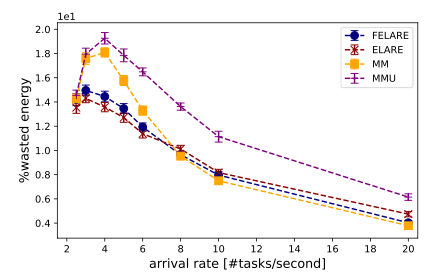 1e1
2.0
1.8
1.6
1.4
1.2
1.0
0.8
0.6
0.4
%wasted energy
FELARE
ELARE
MM
MMU
2 4 6 8 10 12 14 16 18 20
arrival rate [#tasks/second]